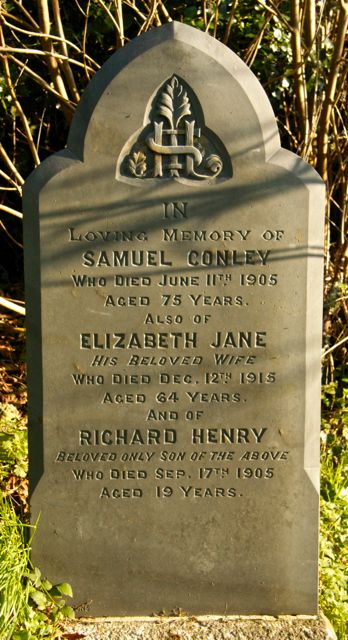 IHS
IN
LOVING MEMORY OF
SAMUEL CONLEY
WHO DIED JUNE 11TH 1905
AGED 75 YEARS.
ALSO OF
ELIZABETH JANE
HIS BELOVED WIFE
WHO DIED DEC. 12TH 1915
AGED 64 YEARS.
AND OF
RICHARD HENRY
BELOVED ONLY SON OF THE ABOVE
WHO DIED SEP. 17TH 1905
AGED 19 YEARS.